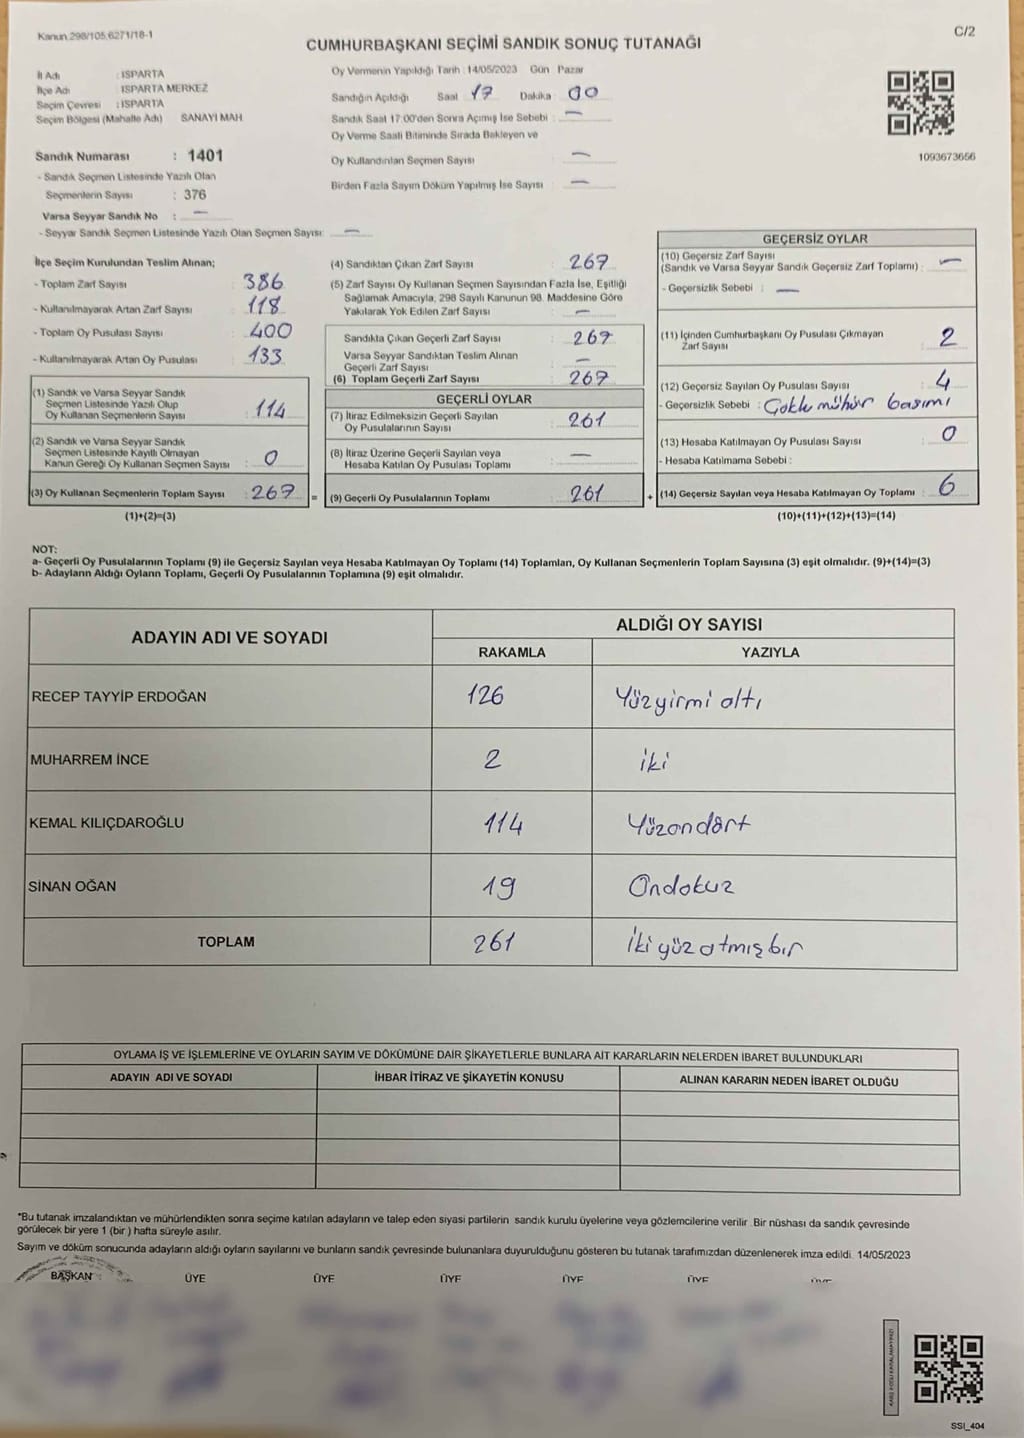 Kanun 298/105,6271/18-1
C/2
CUMHURBAŞKANI SEÇİMİ SANDIK SONUÇ TUTANAĞI
İl Adı : ISPARTA
İlçe Adı : ISPARTA MERKEZ
Seçim Çevresi : ISPARTA
Seçim Bölgesi (Mahalle Adı) SANAYİ MAH
Sandık Numarası : 1401
- Sandık Seçmen Listesinde Yazılı Olan
Seçmenlerin Sayısı : 376
Varsa Seyyar Sandık No : —
- Seyyar Sandık Seçmen Listesinde Yazılı Olan Seçmen Sayısı: —
Oy Vermenin Yapıldığı Tarih : 14/05/2023 Gün Pazar
Sandığın Açıldığı Saat 17 Dakika 00
Sandık Saat 17:00'den Sonra Açımış İse Sebebi : —
Oy Verme Saati Bitiminde Sırada Bekleyen ve
Oy Kullandırılan Seçmen Sayısı —
Birden Fazla Sayım Döküm Yapılmış İse Sayısı : —
1093673656
İlçe Seçim Kurulundan Teslim Alınan;
- Toplam Zarf Sayısı : 386
- Kullanılmayarak Artan Zarf Sayısı : 118
- Toplam Oy Pusulası Sayısı : 400
- Kullanılmayarak Artan Oy Pusulası : 133
(1) Sandık ve Varsa Seyyar Sandık
Seçmen Listesinde Yazılı Olup
Oy Kullanan Seçmenlerin Sayısı : 114
(2) Sandık ve Varsa Seyyar Sandık
Seçmen Listesinde Kayıtlı Olmayan
Kanun Gereği Oy Kullanan Seçmen Sayısı : 0
(3) Oy Kullanan Seçmenlerin Toplam Sayısı : 267 =
(1)+(2)=(3)
(4) Sandıktan Çıkan Zarf Sayısı : 267
(5) Zarf Sayısı Oy Kullanan Seçmen Sayısından Fazla İse, Eşitliği
Sağlamak Amacıyla, 298 Sayılı Kanunun 98. Maddesine Göre
Yakılarak Yok Edilen Zarf Sayısı : —
Sandıkta Çıkan Geçerli Zarf Sayısı : 267
Varsa Seyyar Sandıktan Teslim Alınan
Geçerli Zarf Sayısı : —
(6) Toplam Geçerli Zarf Sayısı : 267
GEÇERLİ OYLAR
(7) İtiraz Edilmeksizin Geçerli Sayılan
Oy Pusulalarının Sayısı : 261
(8) İtiraz Üzerine Geçerli Sayılan veya
Hesaba Katılan Oy Pusulası Toplamı : —
(9) Geçerli Oy Pusulalarının Toplamı : 261 +
GEÇERSİZ OYLAR
(10) Geçersiz Zarf Sayısı
(Sandık ve Varsa Seyyar Sandık Geçersiz Zarf Toplamı) : —
- Geçersizlik Sebebi : —
(11) İçinden Cumhurbaşkanı Oy Pusulası Çıkmayan
Zarf Sayısı : 2
(12) Geçersiz Sayılan Oy Pusulası Sayısı : 4
- Geçersizlik Sebebi : Çoklu mühür basımı
(13) Hesaba Katılmayan Oy Pusulası Sayısı : 0
- Hesaba Katılmama Sebebi :
(14) Geçersiz Sayılan veya Hesaba Katılmayan Oy Toplamı : 6
(10)+(11)+(12)+(13)=(14)
NOT:
a- Geçerli Oy Pusulalarının Toplamı (9) ile Geçersiz Sayılan veya Hesaba Katılmayan Oy Toplamı (14) Toplamları, Oy Kullanan Seçmenlerin Toplam Sayısına (3) eşit olmalıdır. (9)+(14)=(3)
b- Adayların Aldığı Oyların Toplamı, Geçerli Oy Pusulalarının Toplamına (9) eşit olmalıdır.
ADAYIN ADI VE SOYADI
ALDIĞI OY SAYISI
RAKAMLA YAZIYLA
RECEP TAYYİP ERDOĞAN 126 Yüzyirmi altı
MUHARREM İNCE 2 iki
KEMAL KILIÇDAROĞLU 114 Yüzondört
SİNAN OĞAN 19 Ondokuz
TOPLAM 261 İkiyüzatmışbir
OYLAMA İŞ VE İŞLEMLERİNE VE OYLARIN SAYIM VE DÖKÜMÜNE DAİR ŞİKAYETLERLE BUNLARA AİT KARARLARIN NELERDEN İBARET BULUNDUKLARI
ADAYIN ADI VE SOYADI İHBAR İTİRAZ VE ŞİKAYETİN KONUSU ALINAN KARARIN NEDEN İBARET OLDUĞU
*Bu tutanak imzalandıktan ve mühürlendikten sonra seçime katılan adayların ve talep eden siyasi partilerin sandık kurulu üyelerine veya gözlemcilerine verilir. Bir nüshası da sandık çevresinde
görülecek bir yere 1 (bir ) hafta süreyle asılır.
Sayım ve döküm sonucunda adayların aldığı oyların sayılarını ve bunların sandık çevresinde bulunanlara duyurulduğunu gösteren bu tutanak tarafımızdan düzenlenerek imza edildi. 14/05/2023
BAŞKAN ÜYE ÜYE ÜYE ÜYE ÜYE ÜYE
SSI_404